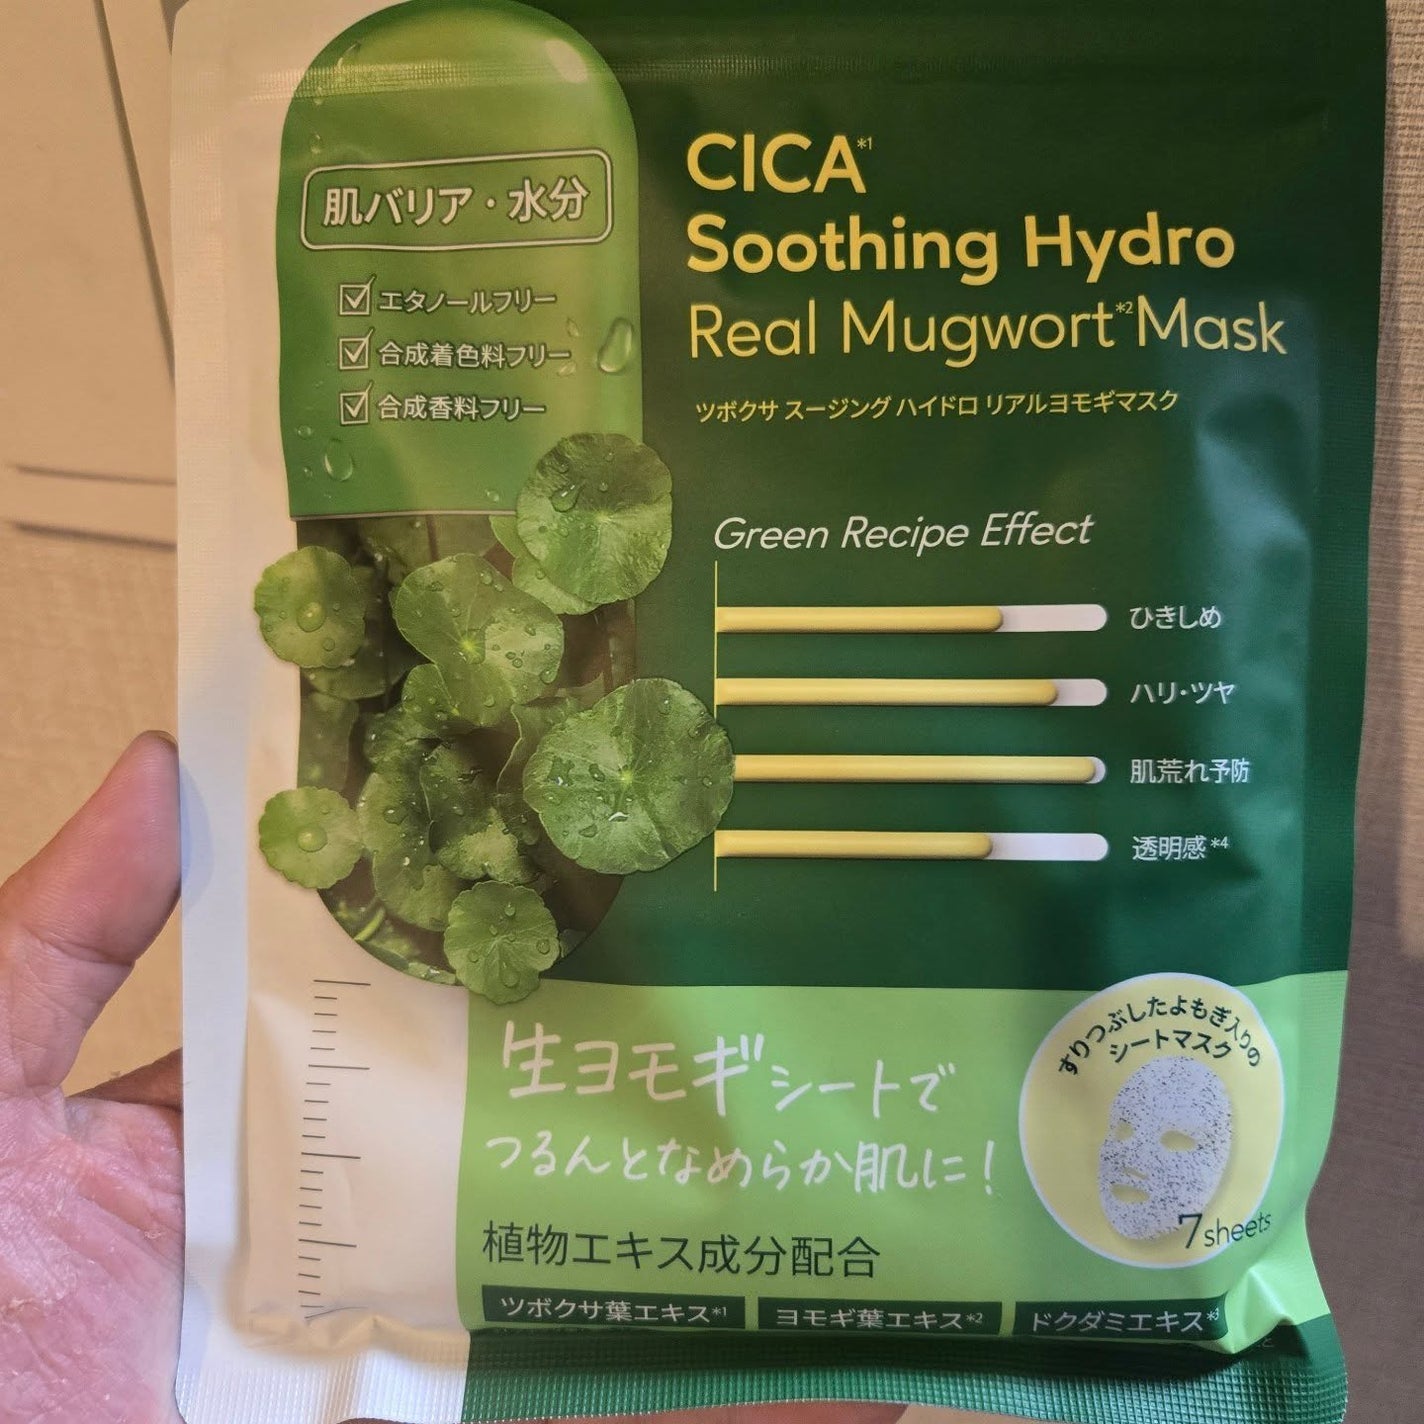 肌バリア・水分
エタノールフリー
合成着色料フリー
合成香料フリー
CICA*1
Soothing Hydro
Real Mugwort*2 Mask
ツボクサ スージング ハイドロ リアルヨモギマスク
Green Recipe Effect
ひきしめ
ハリ・ツヤ
肌荒れ予防
透明感*4
生ヨモギシートで
つるんとなめらか肌に!
すりつぶしたよもぎ入りの
シートマスク
7sheets
植物エキス成分配合
ツボクサ葉エキス*1
ヨモギ葉エキス*2
ドクダミエキス*3